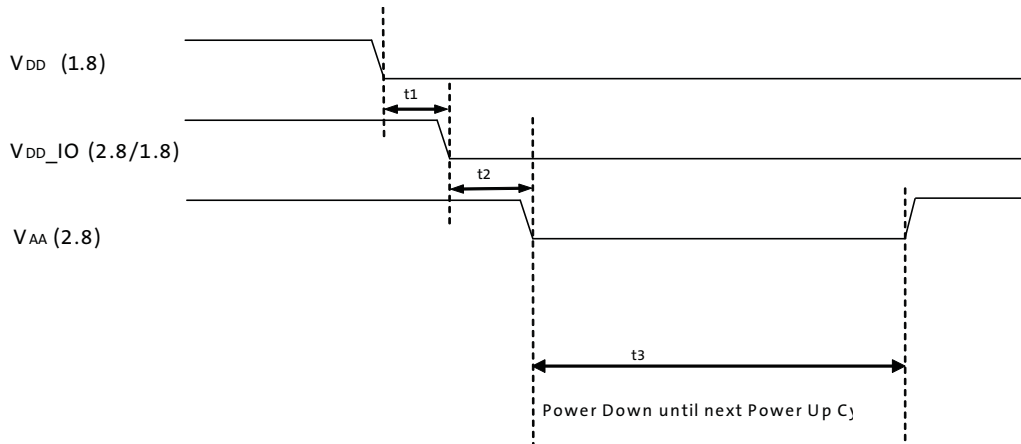 VDD (1.8)
t1
VDD_IO (2.8/1.8)
t2
VAA (2.8)
t3
Power Down until next Power Up